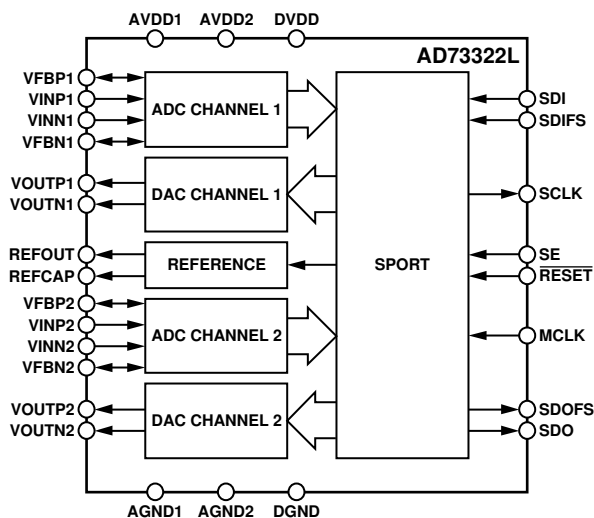 AVDD1 AVDD2 DVDD
AD73322L
VFBP1
VINP1
VINN1
VFBN1
ADC CHANNEL 1
VOUTP1
VOUTN1
DAC CHANNEL 1
REFOUT
REFCAP
REFERENCE
VFBP2
VINP2
VINN2
VFBN2
ADC CHANNEL 2
VOUTP2
VOUTN2
DAC CHANNEL 2
SPORT
SDI
SDIFS
SCLK
SE
RESET
MCLK
SDOFS
SDO
AGND1 AGND2 DGND